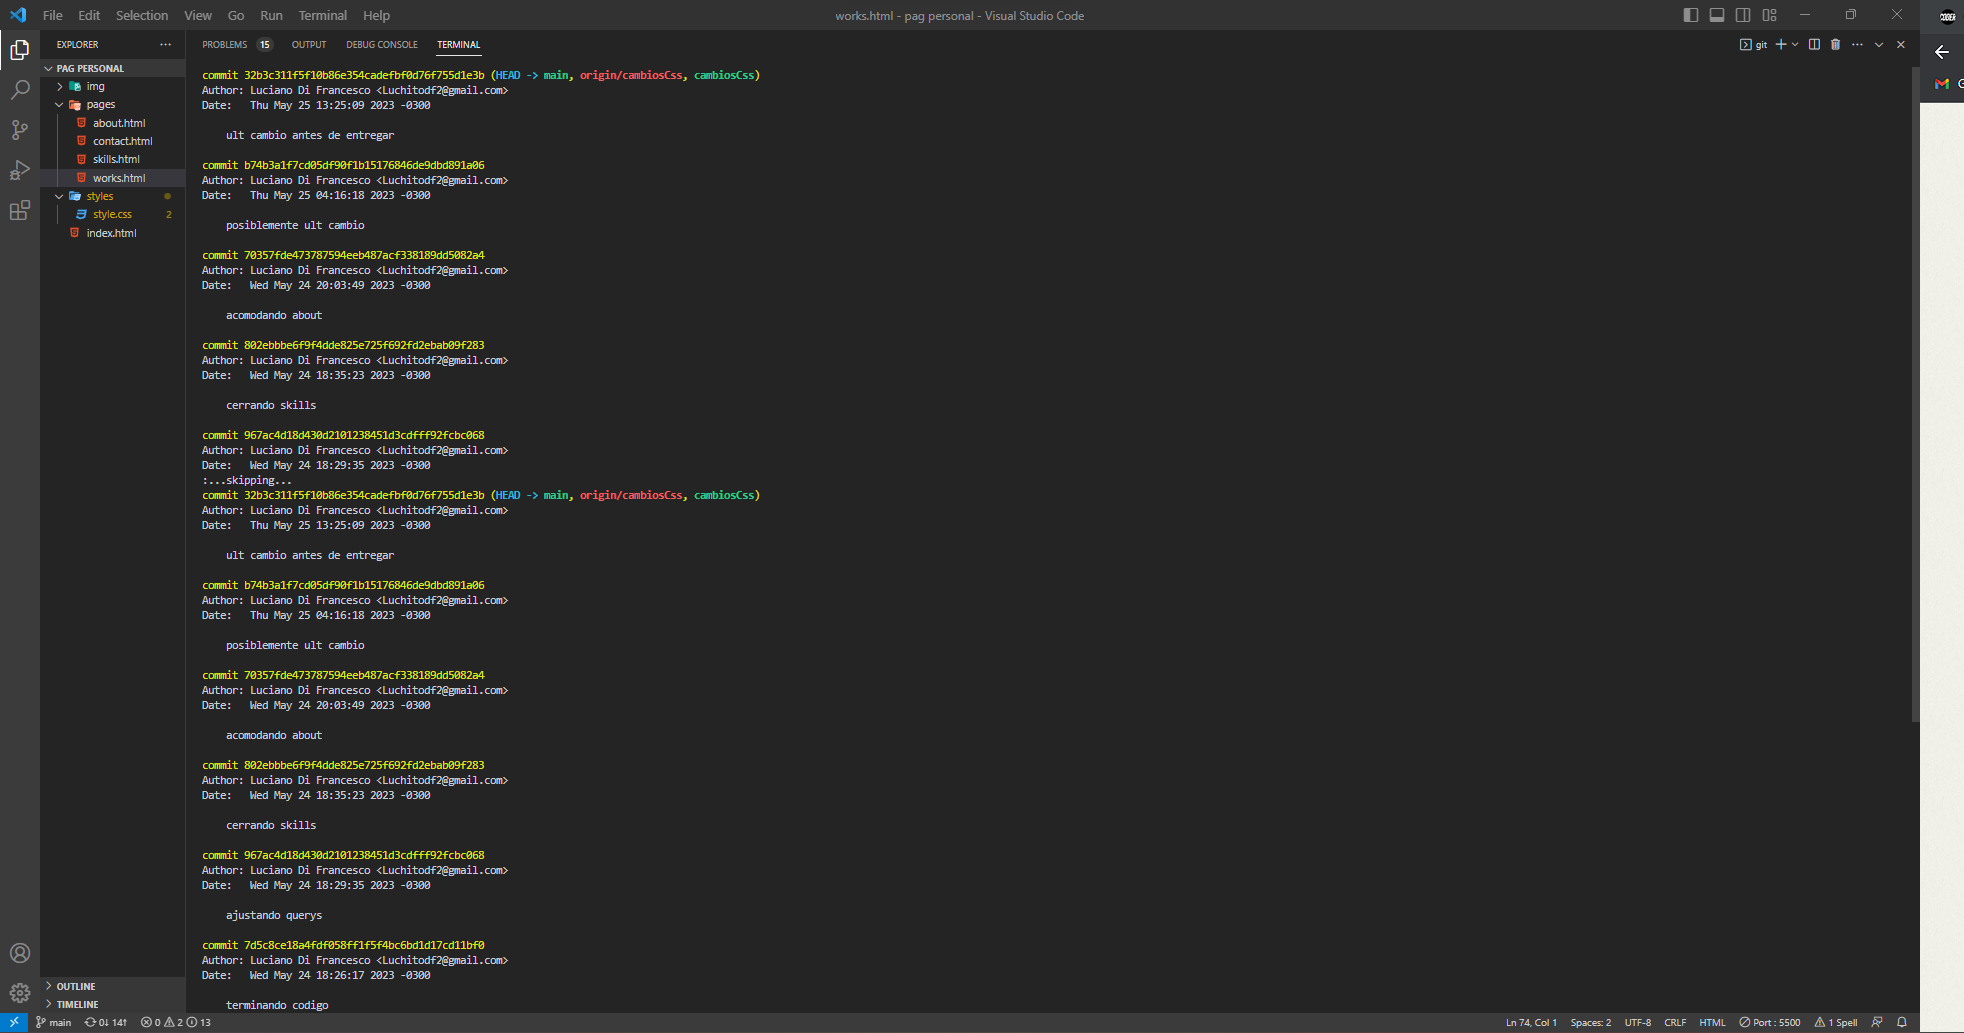 File Edit Selection View Go Run Terminal Help
works.html - pag personal - Visual Studio Code
CODER
EXPLORER ...
PAG PERSONAL
img
pages
about.html
contact.html
skills.html
works.html
styles
style.css 2
index.html
OUTLINE
TIMELINE
PROBLEMS 15 OUTPUT DEBUG CONSOLE TERMINAL
git
commit 32b3c311f5f10b86e354cadefbf0d76f755d1e3b (HEAD -> main, origin/cambiosCss, cambiosCss)
Author: Luciano Di Francesco <Luchitodf2@gmail.com>
Date:   Thu May 25 13:25:09 2023 -0300
ult cambio antes de entregar
commit b74b3a1f7cd05df90f1b15176846de9dbd891a06
Author: Luciano Di Francesco <Luchitodf2@gmail.com>
Date:   Thu May 25 04:16:18 2023 -0300
posiblemente ult cambio
commit 70357fde473787594eeb487acf338189dd5082a4
Author: Luciano Di Francesco <Luchitodf2@gmail.com>
Date:   Wed May 24 20:03:49 2023 -0300
acomodando about
commit 802ebbbe6f9f4dde825e725f692fd2ebab09f283
Author: Luciano Di Francesco <Luchitodf2@gmail.com>
Date:   Wed May 24 18:35:23 2023 -0300
cerrando skills
commit 967ac4d18d430d2101238451d3cdfff92fcbc068
Author: Luciano Di Francesco <Luchitodf2@gmail.com>
Date:   Wed May 24 18:29:35 2023 -0300
:...skipping...
commit 32b3c311f5f10b86e354cadefbf0d76f755d1e3b (HEAD -> main, origin/cambiosCss, cambiosCss)
Author: Luciano Di Francesco <Luchitodf2@gmail.com>
Date:   Thu May 25 13:25:09 2023 -0300
ult cambio antes de entregar
commit b74b3a1f7cd05df90f1b15176846de9dbd891a06
Author: Luciano Di Francesco <Luchitodf2@gmail.com>
Date:   Thu May 25 04:16:18 2023 -0300
posiblemente ult cambio
commit 70357fde473787594eeb487acf338189dd5082a4
Author: Luciano Di Francesco <Luchitodf2@gmail.com>
Date:   Wed May 24 20:03:49 2023 -0300
acomodando about
commit 802ebbbe6f9f4dde825e725f692fd2ebab09f283
Author: Luciano Di Francesco <Luchitodf2@gmail.com>
Date:   Wed May 24 18:35:23 2023 -0300
cerrando skills
commit 967ac4d18d430d2101238451d3cdfff92fcbc068
Author: Luciano Di Francesco <Luchitodf2@gmail.com>
Date:   Wed May 24 18:29:35 2023 -0300
ajustando querys
commit 7d5c8ce18a4fdf058ff1f5f4bc6bd1d17cd11bf0
Author: Luciano Di Francesco <Luchitodf2@gmail.com>
Date:   Wed May 24 18:26:17 2023 -0300
terminando codigo
main 0↓ 14↑ 0 2 13
Ln 74, Col 1 Spaces: 2 UTF-8 CRLF HTML Port : 5500 1 Spell